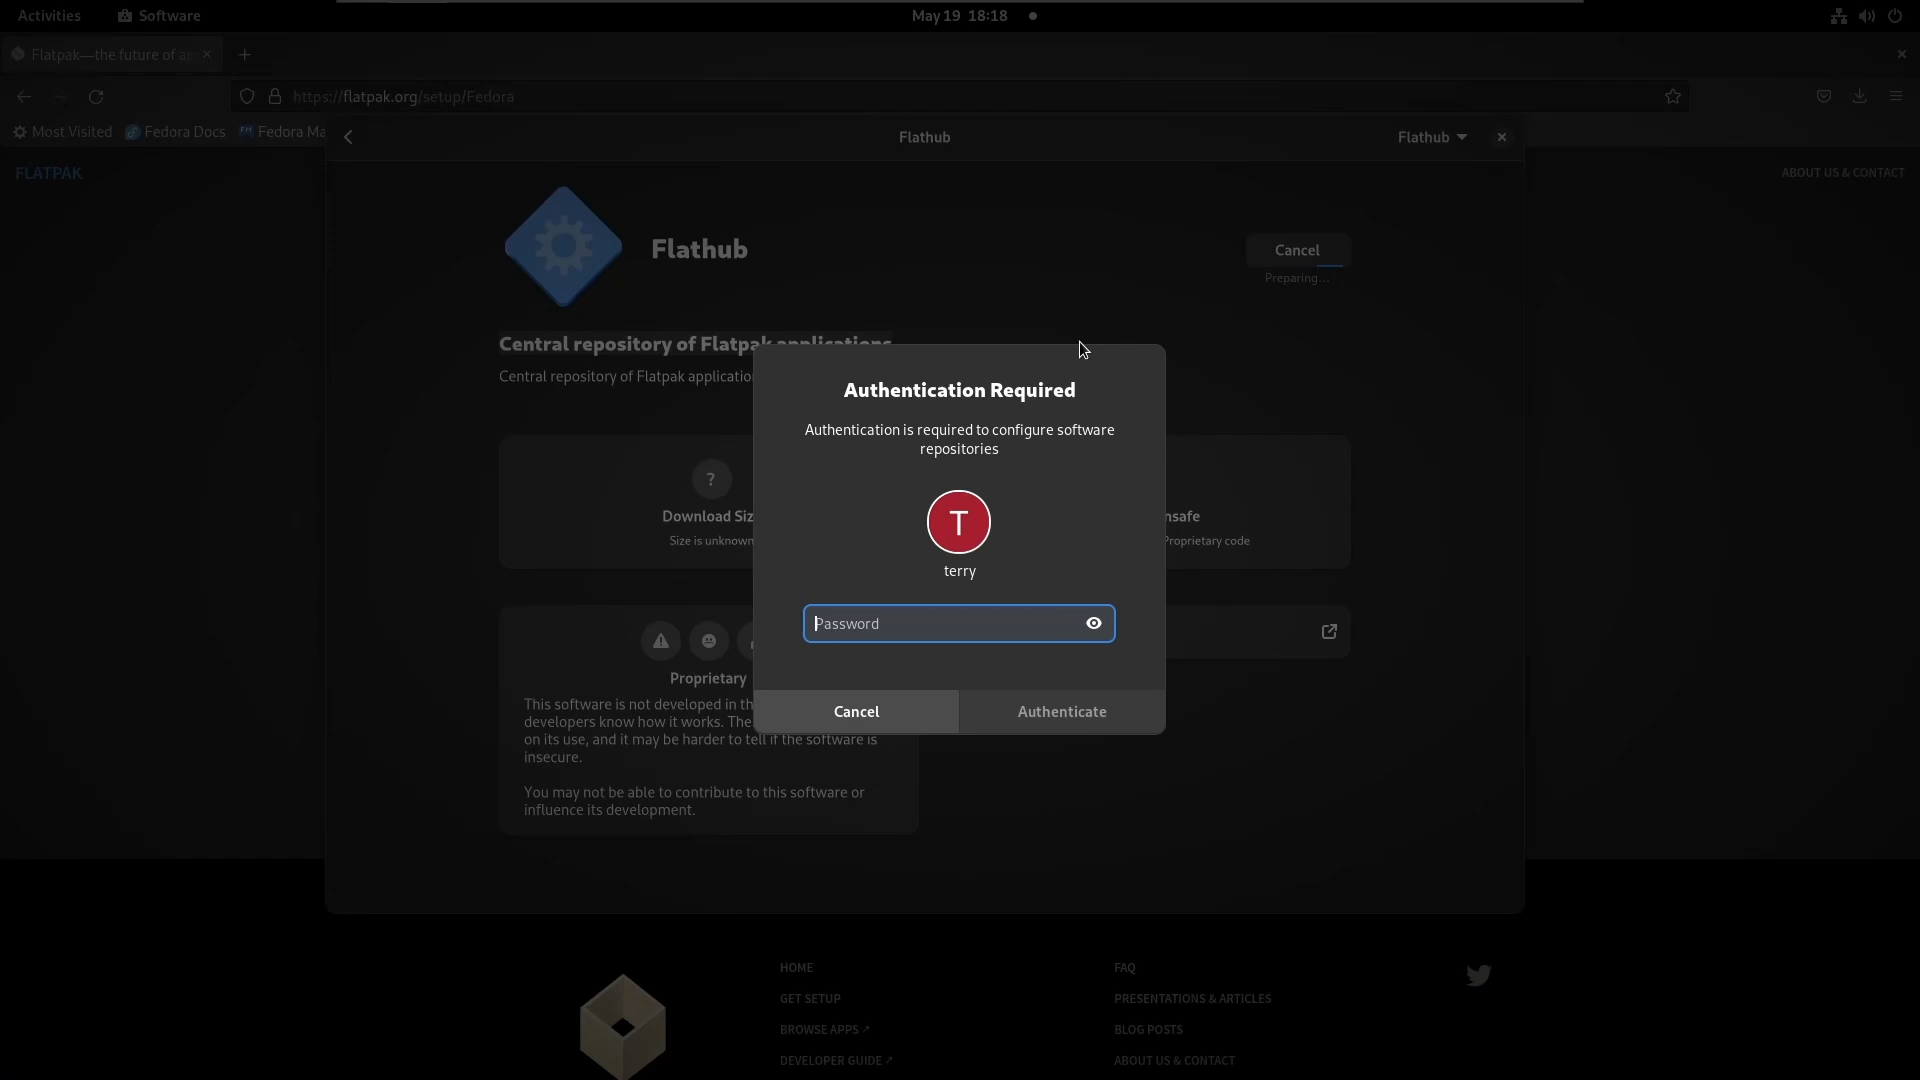 Activities
Software
May 19 18:18
Flatpak—the future of ap
https://flatpak.org/setup/Fedora
Most Visited
Fedora Docs
Fedora Ma
Flathub
Flathub
FLATPAK
ABOUT US & CONTACT
Flathub
Cancel
Preparing…
Central repository of Flatpak applications
Central repository of Flatpak
Authentication Required
Authentication is required to configure software
repositories
?
Download Siz
nsafe
Size is unknown
Proprietary code
T
terry
Password
Proprietary
This software is not developed in th
developers know how it works. The
on its use, and it may be harder to tell if the software is
insecure.
Cancel
Authenticate
You may not be able to contribute to this software or
influence its development.
HOME
FAQ
GET SETUP
PRESENTATIONS & ARTICLES
BROWSE APPS
BLOG POSTS
DEVELOPER GUIDE
ABOUT US & CONTACT